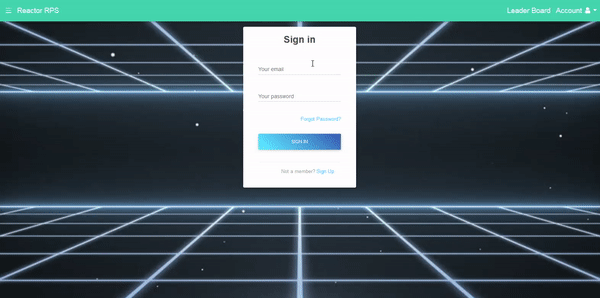 Reactor RPS
Leader Board
Account
Sign in
Your email
Your password
Forgot Password?
SIGN IN
Not a member? Sign Up